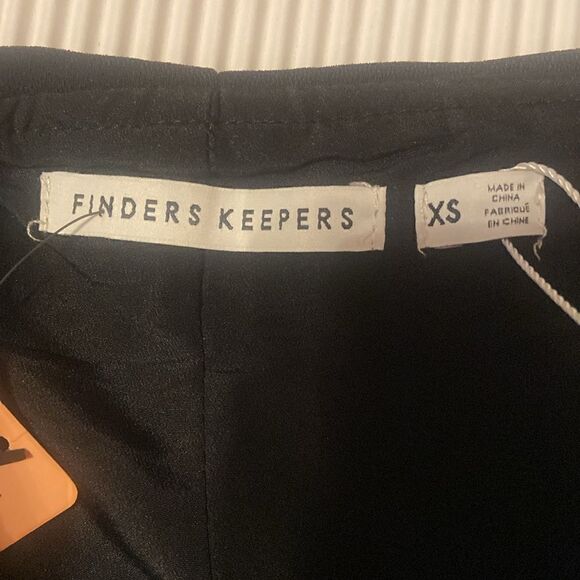 FINDERS KEEPERS
XS
MADE IN
CHINA
FABRIQUÉ
EN CHINE